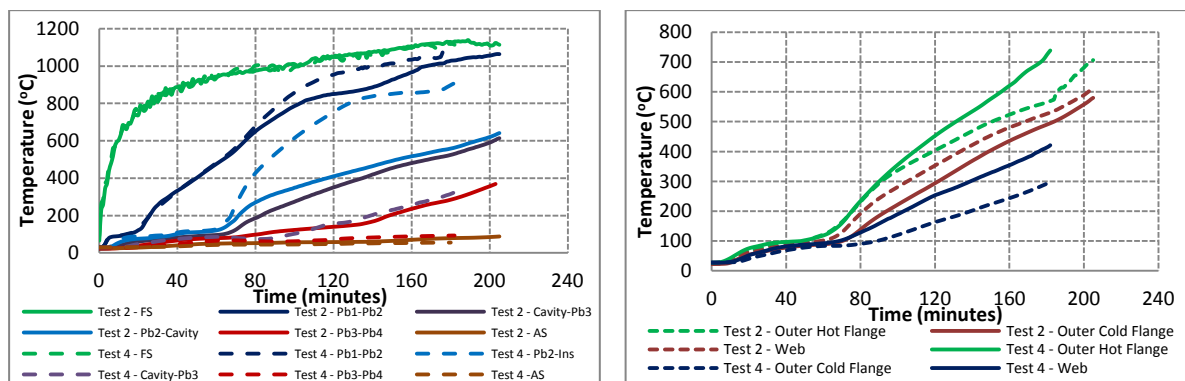 1200
1000
800
600
400
200
0
Temperature (°C)
0 40 80 120 160 200 240
Time (minutes)
Test 2 - FS Test 2 - Pb1-Pb2 Test 2 - Cavity-Pb3
Test 2 - Pb2-Cavity Test 2 - Pb3-Pb4 Test 2 - AS
Test 4 - FS Test 4 - Pb1-Pb2 Test 4 - Pb2-Ins
Test 4 - Cavity-Pb3 Test 4 - Pb3-Pb4 Test 4 -AS
800
700
600
500
400
300
200
100
0
Temperature (°C)
0 40 80 120 160 200 240
Time (minutes)
Test 2 - Outer Hot Flange Test 2 - Outer Cold Flange
Test 2 - Web Test 4 - Outer Hot Flange
Test 4 - Outer Cold Flange Test 4 - Web